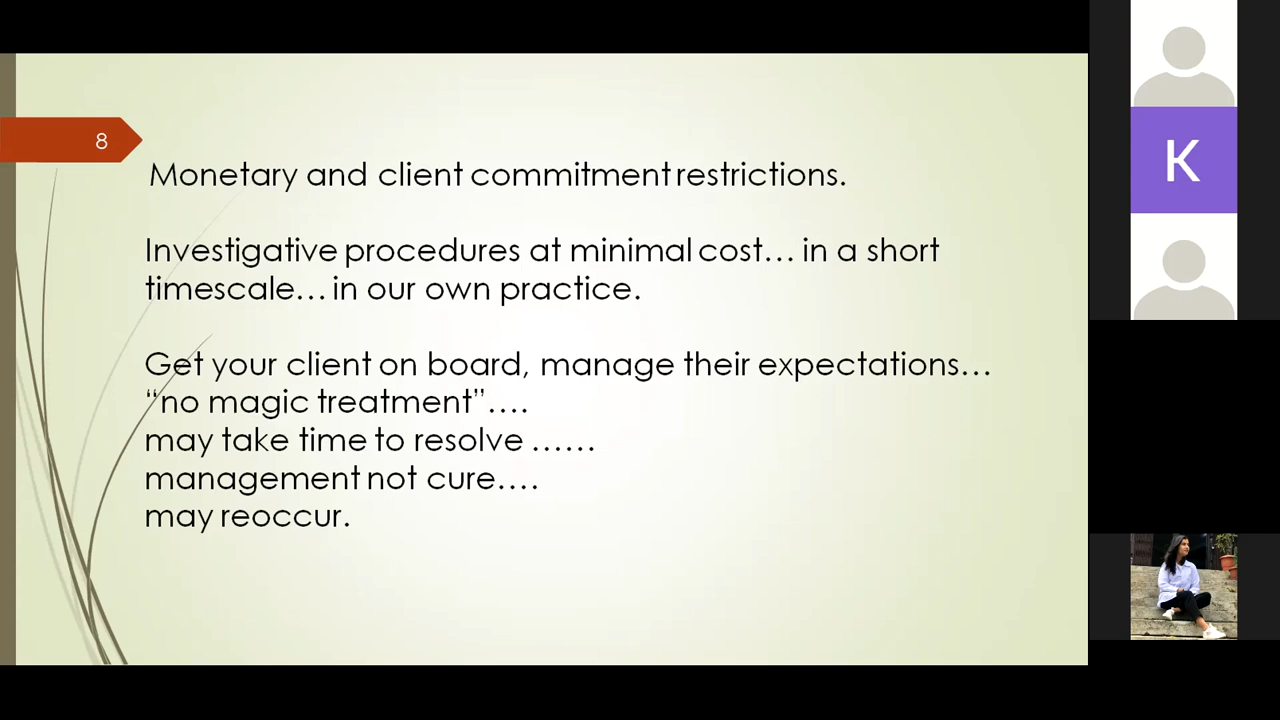 8
Monetary and client commitment restrictions.
Investigative procedures at minimal cost… in a short
timescale… in our own practice.
Get your client on board, manage their expectations…
“no magic treatment”….
may take time to resolve ……
management not cure….
may reoccur.
K